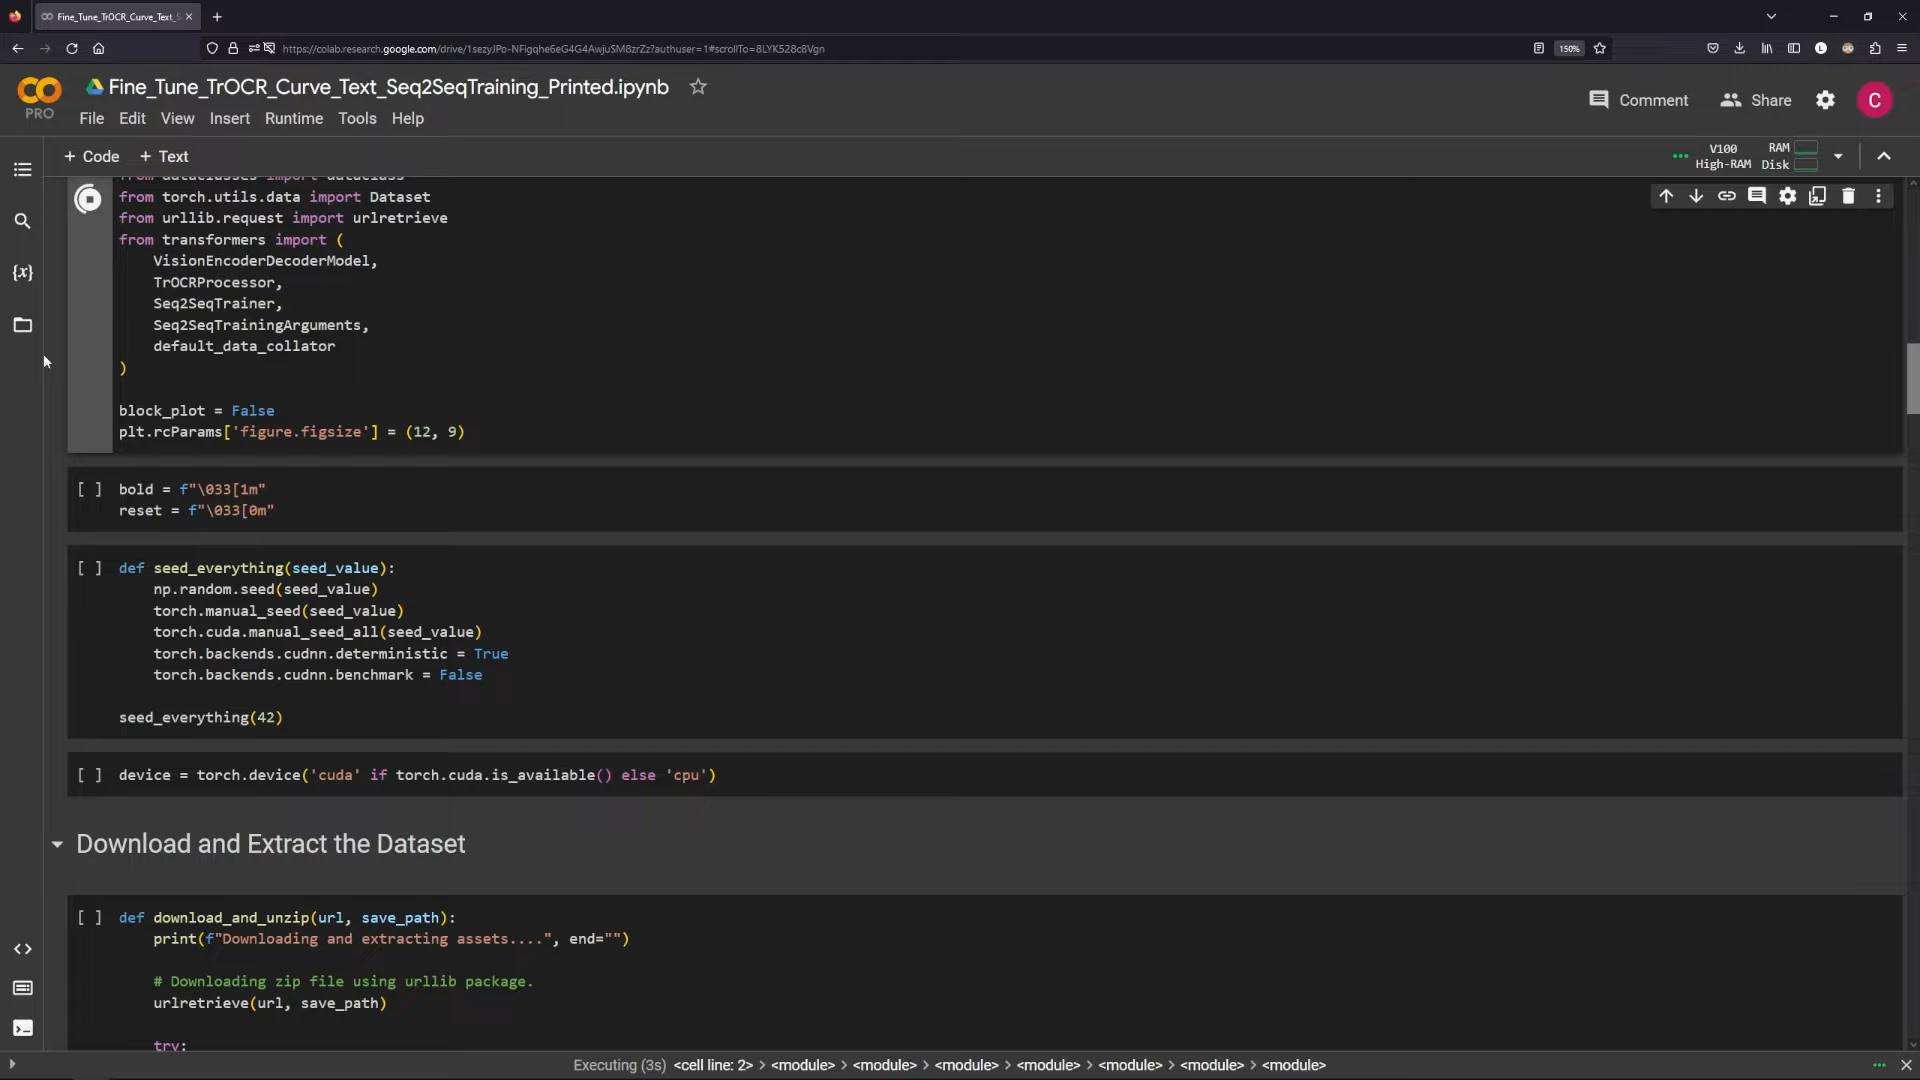 Fine_Tune_TrOCR_Curve_Text_S
https://colab.research.google.com/drive/1sezyJPo-NFigqhe6eG4G4AwjuSM8zrZz?authuser=1#scrollTo=8LYK528c8Vgn
150%
CO
PRO
Fine_Tune_TrOCR_Curve_Text_Seq2SeqTraining_Printed.ipynb
File Edit View Insert Runtime Tools Help
Comment
Share
C
+ Code + Text
V100
High-RAM
RAM
Disk
from dataclasses import dataclass
from torch.utils.data import Dataset
from urllib.request import urlretrieve
from transformers import (
    VisionEncoderDecoderModel,
    TrOCRProcessor,
    Seq2SeqTrainer,
    Seq2SeqTrainingArguments,
    default_data_collator
)
block_plot = False
plt.rcParams['figure.figsize'] = (12, 9)
[ ] bold = f"\033[1m"
reset = f"\033[0m"
[ ] def seed_everything(seed_value):
    np.random.seed(seed_value)
    torch.manual_seed(seed_value)
    torch.cuda.manual_seed_all(seed_value)
    torch.backends.cudnn.deterministic = True
    torch.backends.cudnn.benchmark = False
seed_everything(42)
[ ] device = torch.device('cuda' if torch.cuda.is_available() else 'cpu')
Download and Extract the Dataset
[ ] def download_and_unzip(url, save_path):
    print(f"Downloading and extracting assets....", end="")
    # Downloading zip file using urllib package.
    urlretrieve(url, save_path)
    try:
Executing (3s) <cell line: 2> > <module> > <module> > <module> > <module> > <module> > <module> > <module>